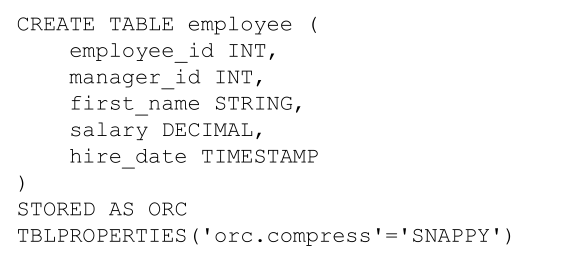 CREATE TABLE employee (
    employee_id INT,
    manager_id INT,
    first_name STRING,
    salary DECIMAL,
    hire_date TIMESTAMP
)
STORED AS ORC
TBLPROPERTIES('orc.compress'='SNAPPY')